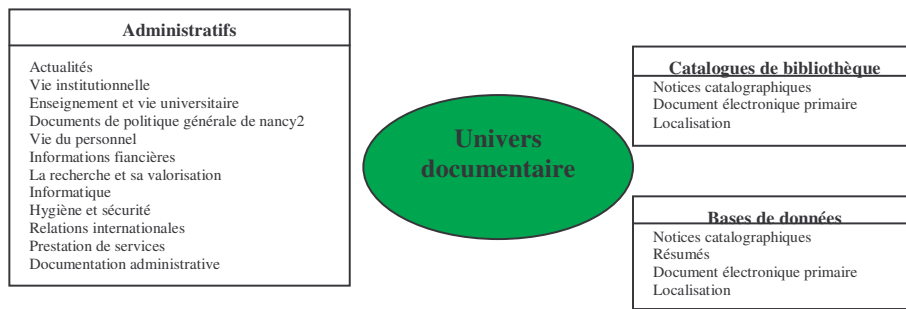 Administratifs
Actualités
Vie institutionnelle
Enseignement et vie universitaire
Documents de politique générale de nancy2
Vie du personnel
Informations financières
La recherche et sa valorisation
Informatique
Hygiène et sécurité
Relations internationales
Prestation de services
Documentation administrative
Univers
documentaire
Catalogues de bibliothèque
Notices catalographiques
Document électronique primaire
Localisation
Bases de données
Notices catalographiques
Résumés
Document électronique primaire
Localisation